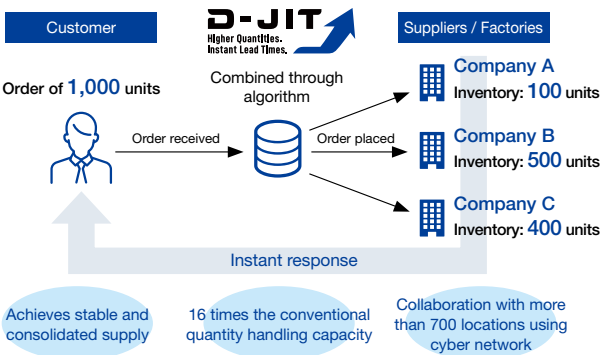 Customer
D-JIT
Higher Quantities.
Instant Lead Times.
Suppliers / Factories
Order of 1,000 units
Combined through
algorithm
Order received
Order placed
Company A
Inventory: 100 units
Company B
Inventory: 500 units
Company C
Inventory: 400 units
Instant response
Achieves stable and
consolidated supply
16 times the conventional
quantity handling capacity
Collaboration with more
than 700 locations using
cyber network